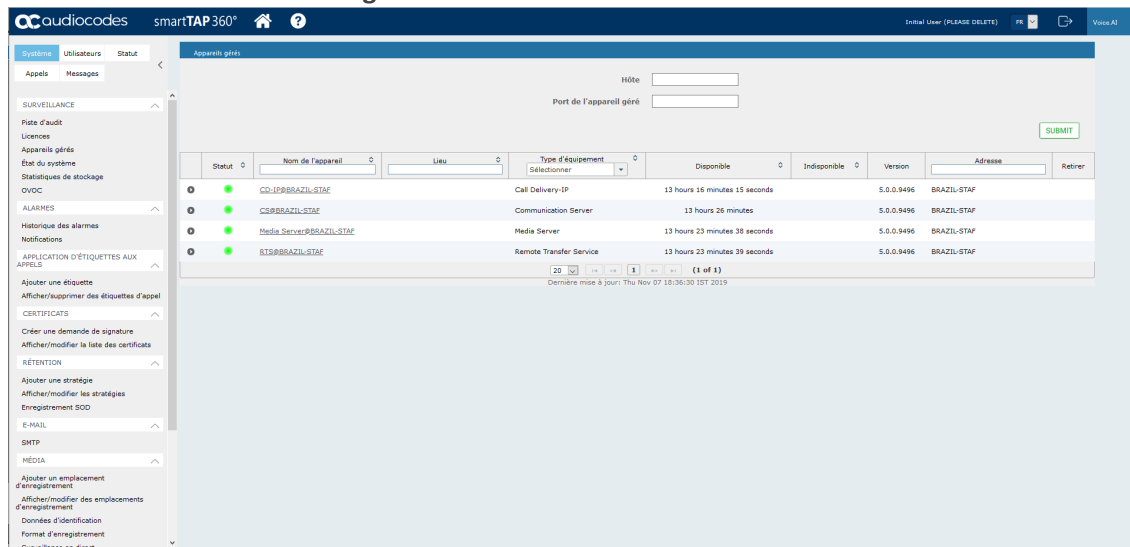 audiocodes smartTAP 360° Initial User (PLEASE DELETE) FR Voice.AI
Système Utilisateurs Statut
Appels Messages
SURVEILLANCE
Piste d'audit
Licences
Appareils gérés
État du système
Statistiques de stockage
OVOC
ALARMES
Historique des alarmes
Notifications
APPLICATION D'ÉTIQUETTES AUX
APPELS
Ajouter une étiquette
Afficher/supprimer des étiquettes d'appel
CERTIFICATS
Créer une demande de signature
Afficher/modifier la liste des certificats
RÉTENTION
Ajouter une stratégie
Afficher/modifier les stratégies
Enregistrement SOD
E-MAIL
SMTP
MÉDIA
Ajouter un emplacement
d'enregistrement
Afficher/modifier des emplacements
d'enregistrement
Données d'identification
Format d'enregistrement
Appareils gérés
Hôte
Port de l'appareil géré
SUBMIT
Statut Nom de l'appareil Lieu Type d'équipement Disponible Indisponible Version Adresse Retirer
Sélectionner
CD-IP@BRAZIL-STAF Call Delivery-IP 13 hours 16 minutes 15 seconds 5.0.0.9496 BRAZIL-STAF
CS@BRAZIL-STAF Communication Server 13 hours 26 minutes 5.0.0.9496 BRAZIL-STAF
Media Server@BRAZIL-STAF Media Server 13 hours 23 minutes 38 seconds 5.0.0.9496 BRAZIL-STAF
RTS@BRAZIL-STAF Remote Transfer Service 13 hours 23 minutes 39 seconds 5.0.0.9496 BRAZIL-STAF
20 1 (1 of 1)
Dernière mise à jour: Thu Nov 07 18:36:30 IST 2019